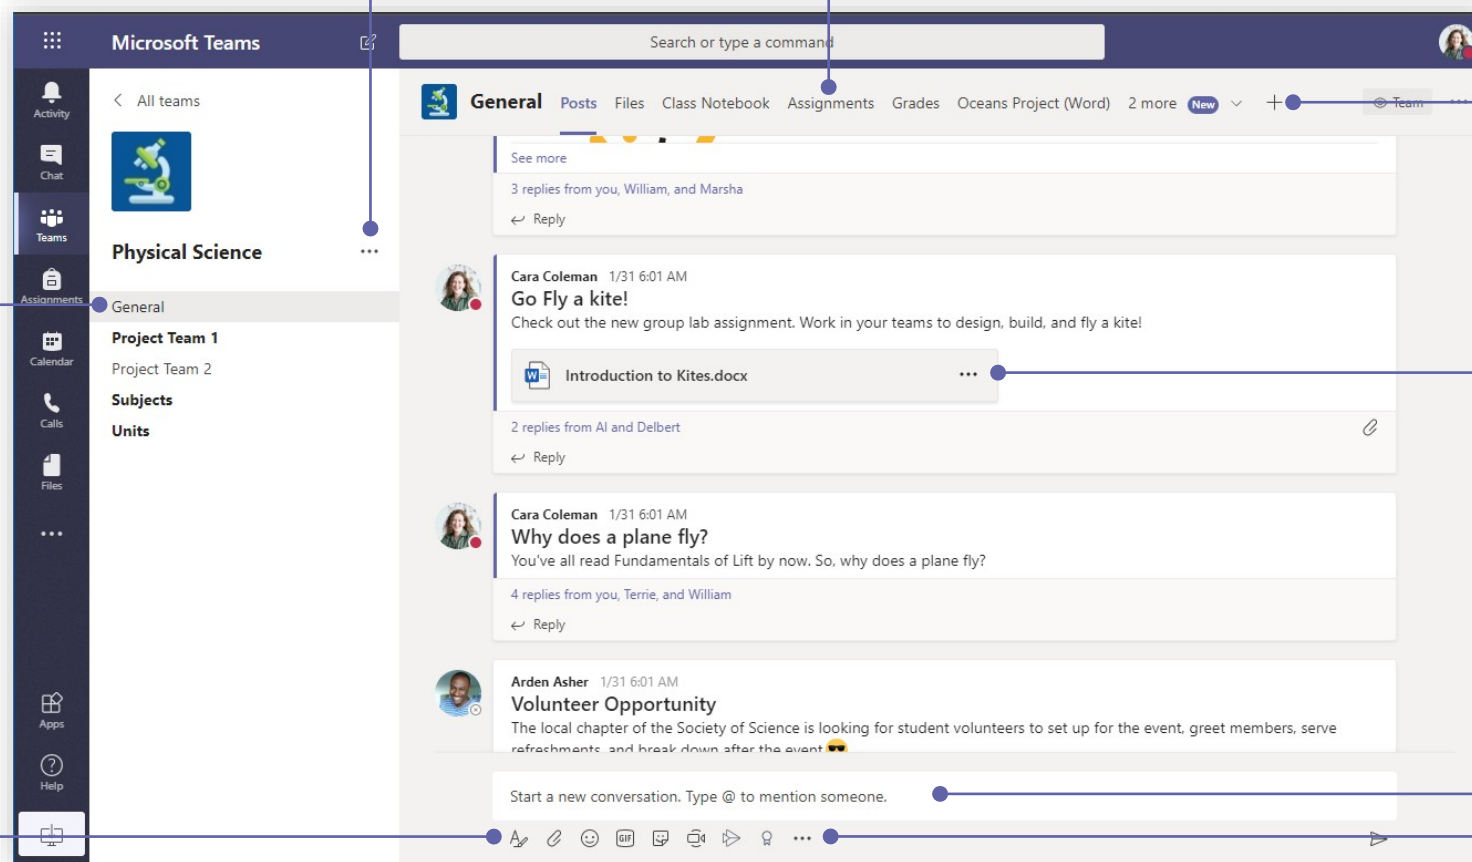 Microsoft Teams
Search or type a command
Activity
Chat
Teams
Assignments
Calendar
Calls
Files
Apps
Help
All teams
Physical Science
General
Project Team 1
Project Team 2
Subjects
Units
General Posts Files Class Notebook Assignments Grades Oceans Project (Word) 2 more New Team
See more
3 replies from you, William, and Marsha
Reply
Cara Coleman 1/31 6:01 AM
Go Fly a kite!
Check out the new group lab assignment. Work in your teams to design, build, and fly a kite!
Introduction to Kites.docx
2 replies from Al and Delbert
Reply
Cara Coleman 1/31 6:01 AM
Why does a plane fly?
You've all read Fundamentals of Lift by now. So, why does a plane fly?
4 replies from you, Terrie, and William
Reply
Arden Asher 1/31 6:01 AM
Volunteer Opportunity
The local chapter of the Society of Science is looking for student volunteers to set up for the event, greet members, serve
refreshments, and break down after the event
Start a new conversation. Type @ to mention someone.
GIF